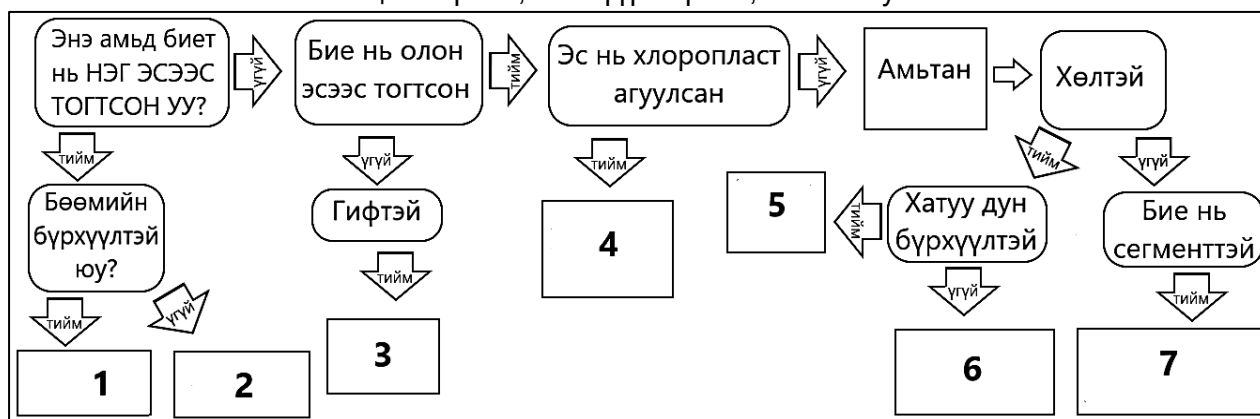 Энэ амьд биет
нь НЭГ ЭСЭЭС
ТОГТСОН УУ?
үгүй
Бие нь олон
эсээс тогтсон
тийм
Эс нь хлоропласт
агуулсан
үгүй
Амьтан
Хөлтэй
тийм
үгүй
тийм
тийм
үгүй
Бөөмийн
бүрхүүлтэй
юу?
Гифтэй
4
5
тийм
Хатуу дун
бүрхүүлтэй
Бие нь
сегменттэй
тийм
үгүй
тийм
үгүй
тийм
1
2
3
6
7